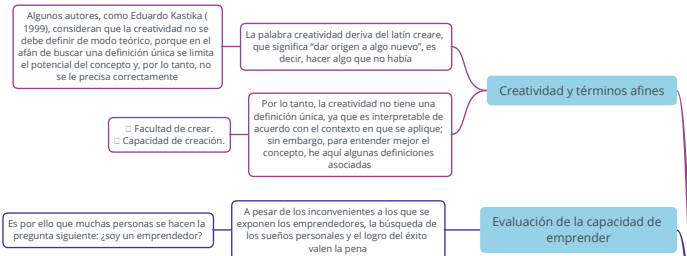 Algunos autores, como Eduardo Kastika (
1999), consideran que la creatividad no se
debe definir de modo teórico, porque en el
afán de buscar una definición única se limita
el potencial del concepto y, por lo tanto, no
se le precisa correctamente
La palabra creatividad deriva del latín creare,
que significa “dar origen a algo nuevo”, es
decir, hacer algo que no había
Creatividad y términos afines
Por lo tanto, la creatividad no tiene una
definición única, ya que es interpretable de
acuerdo con el contexto en que se aplique;
sin embargo, para entender mejor el
concepto, he aquí algunas definiciones
asociadas
□ Facultad de crear.
□ Capacidad de creación.
Es por ello que muchas personas se hacen la
pregunta siguiente: ¿soy un emprendedor?
A pesar de los inconvenientes a los que se
exponen los emprendedores, la búsqueda de
los sueños personales y el logro del éxito
valen la pena
Evaluación de la capacidad de
emprender